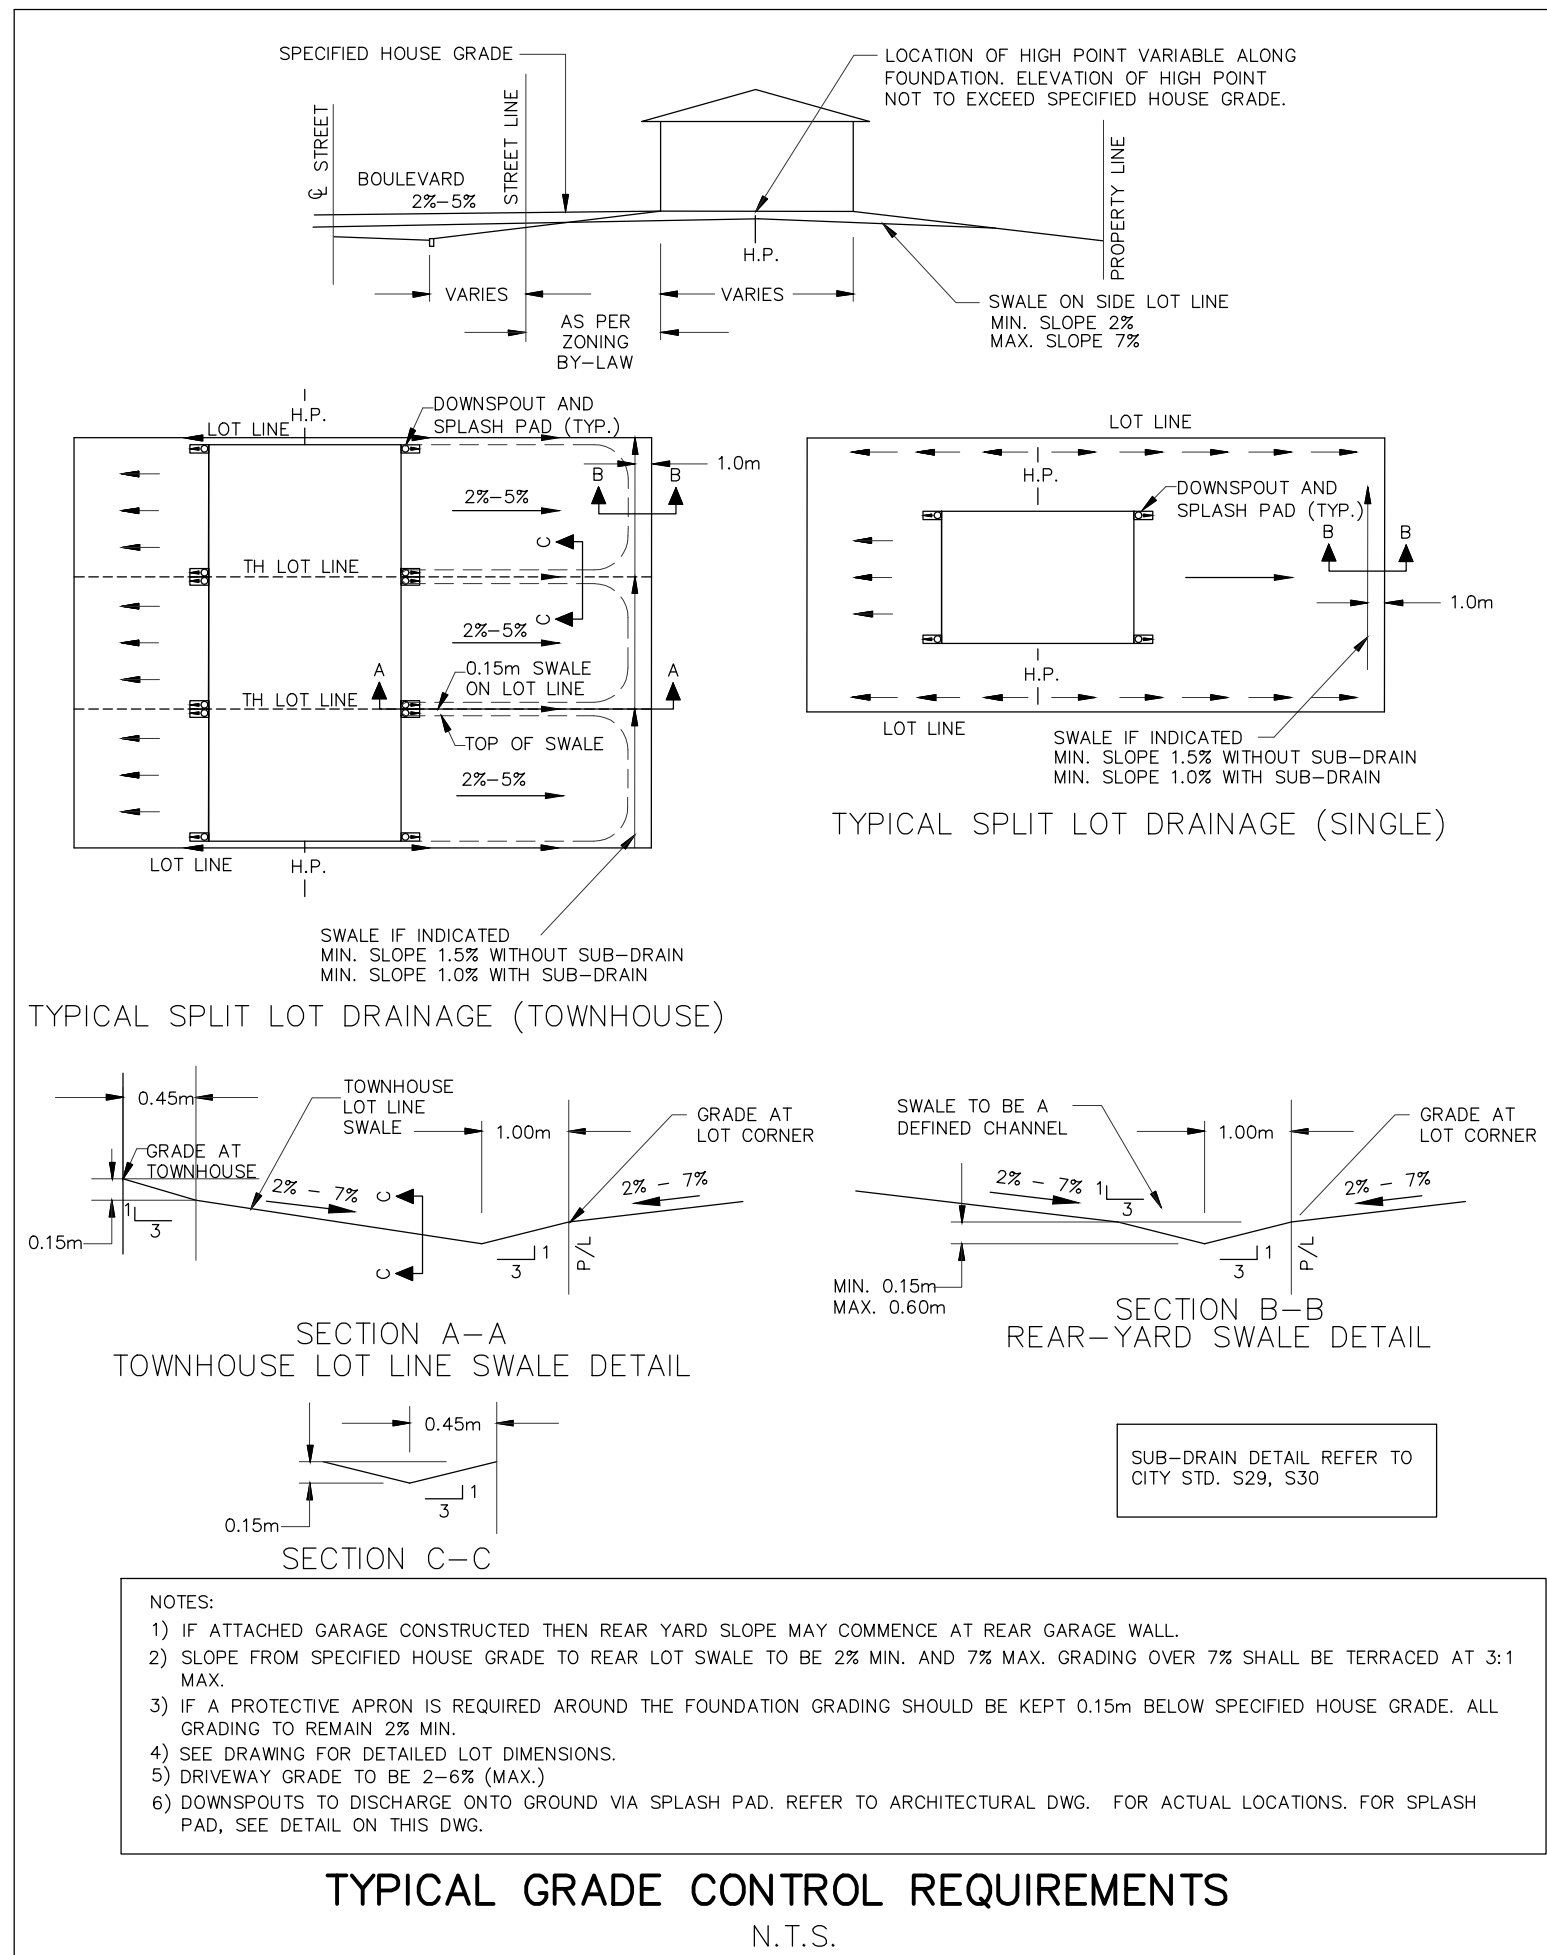 SPECIFIED HOUSE GRADE
LOCATION OF HIGH POINT VARIABLE ALONG
FOUNDATION. ELEVATION OF HIGH POINT
NOT TO EXCEED SPECIFIED HOUSE GRADE.
℄ STREET
STREET LINE
BOULEVARD
2%-5%
PROPERTY LINE
H.P.
VARIES
VARIES
AS PER
ZONING
BY-LAW
SWALE ON SIDE LOT LINE
MIN. SLOPE 2%
MAX. SLOPE 7%
H.P.
LOT LINE
DOWNSPOUT AND
SPLASH PAD (TYP.)
1.0m
B
B
2%-5%
C
TH LOT LINE
C
2%-5%
A
A
0.15m SWALE
ON LOT LINE
TH LOT LINE
TOP OF SWALE
2%-5%
LOT LINE
H.P.
SWALE IF INDICATED
MIN. SLOPE 1.5% WITHOUT SUB-DRAIN
MIN. SLOPE 1.0% WITH SUB-DRAIN
TYPICAL SPLIT LOT DRAINAGE (TOWNHOUSE)
LOT LINE
H.P.
DOWNSPOUT AND
SPLASH PAD (TYP.)
B
B
1.0m
H.P.
LOT LINE
SWALE IF INDICATED
MIN. SLOPE 1.5% WITHOUT SUB-DRAIN
MIN. SLOPE 1.0% WITH SUB-DRAIN
TYPICAL SPLIT LOT DRAINAGE (SINGLE)
0.45m
TOWNHOUSE
LOT LINE
SWALE
1.00m
GRADE AT
LOT CORNER
GRADE AT
TOWNHOUSE
2% - 7%
C
2% - 7%
1
3
0.15m
C
1
3
P/L
SECTION A-A
TOWNHOUSE LOT LINE SWALE DETAIL
SWALE TO BE A
DEFINED CHANNEL
1.00m
GRADE AT
LOT CORNER
2% - 7%
1
3
2% - 7%
1
3
P/L
MIN. 0.15m
MAX. 0.60m
SECTION B-B
REAR-YARD SWALE DETAIL
0.45m
1
3
0.15m
SECTION C-C
SUB-DRAIN DETAIL REFER TO
CITY STD. S29, S30
NOTES:
1) IF ATTACHED GARAGE CONSTRUCTED THEN REAR YARD SLOPE MAY COMMENCE AT REAR GARAGE WALL.
2) SLOPE FROM SPECIFIED HOUSE GRADE TO REAR LOT SWALE TO BE 2% MIN. AND 7% MAX. GRADING OVER 7% SHALL BE TERRACED AT 3:1
MAX.
3) IF A PROTECTIVE APRON IS REQUIRED AROUND THE FOUNDATION GRADING SHOULD BE KEPT 0.15m BELOW SPECIFIED HOUSE GRADE. ALL
GRADING TO REMAIN 2% MIN.
4) SEE DRAWING FOR DETAILED LOT DIMENSIONS.
5) DRIVEWAY GRADE TO BE 2-6% (MAX.)
6) DOWNSPOUTS TO DISCHARGE ONTO GROUND VIA SPLASH PAD. REFER TO ARCHITECTURAL DWG. FOR ACTUAL LOCATIONS. FOR SPLASH
PAD, SEE DETAIL ON THIS DWG.
TYPICAL GRADE CONTROL REQUIREMENTS
N.T.S.